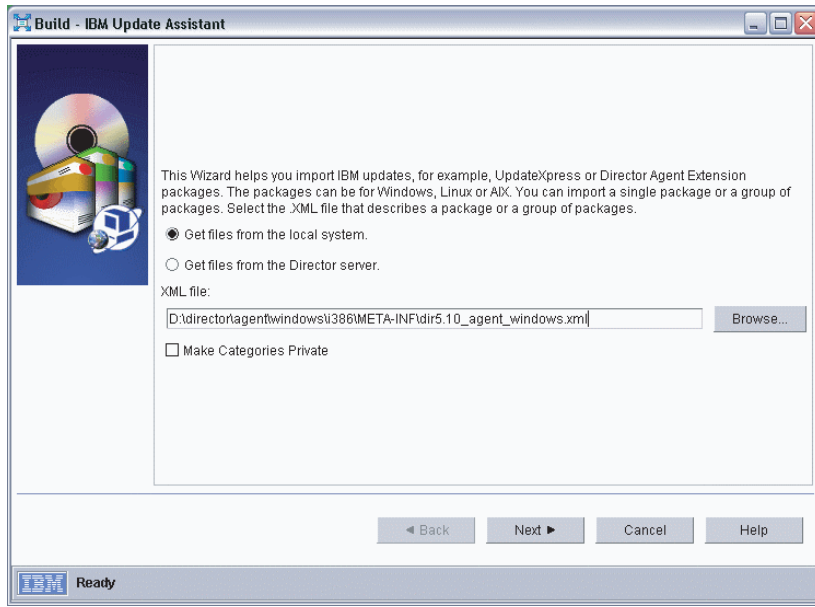 Build - IBM Update Assistant
This Wizard helps you import IBM updates, for example, UpdateXpress or Director Agent Extension
packages. The packages can be for Windows, Linux or AIX. You can import a single package or a group of
packages. Select the .XML file that describes a package or a group of packages.
Get files from the local system.
Get files from the Director server.
XML file:
D:\director\agent\windows\i386\META-INF\dir5.10_agent_windows.xml
Browse...
Make Categories Private
Back
Next
Cancel
Help
IBM
Ready